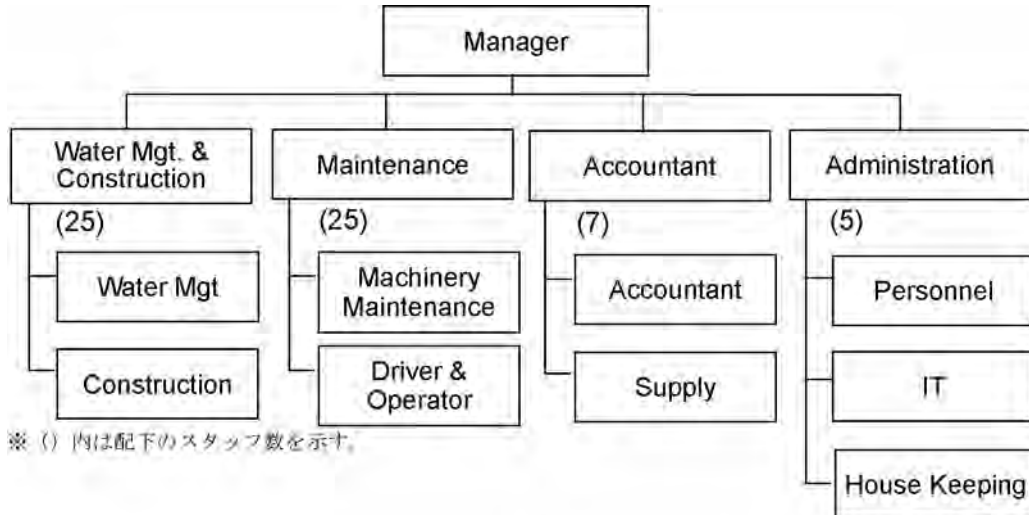 Manager
Water Mgt. &
Construction
Maintenance
Accountant
Administration
(25)
(25)
(7)
(5)
Water Mgt
Machinery
Maintenance
Accountant
Personnel
Construction
Driver &
Operator
Supply
IT
※（）内は配下のスタッフ数を示す。
House Keeping